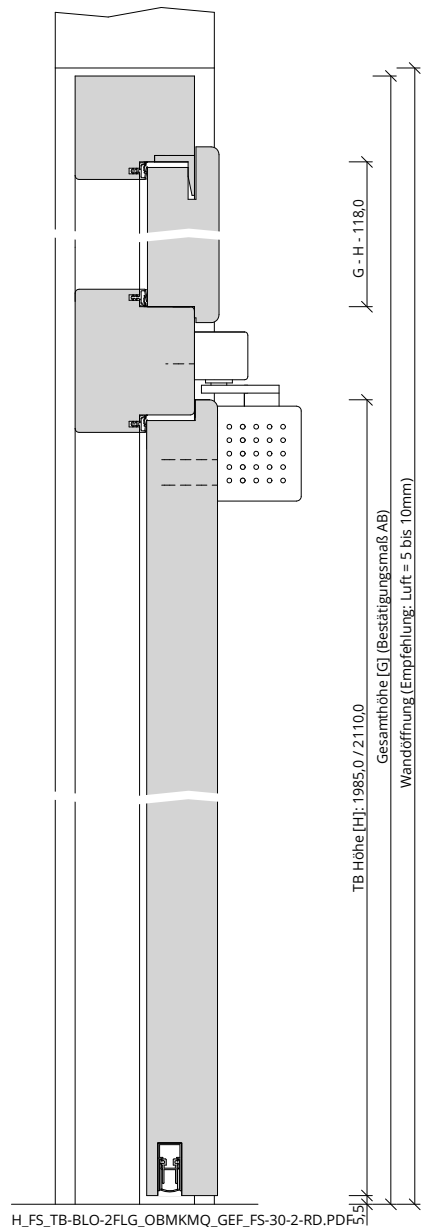 G - H - 118,0
TB Höhe [H]: 1985,0 / 2110,0
Gesamthöhe [G] (Bestätigungsmaß AB)
Wandöffnung (Empfehlung: Luft = 5 bis 10mm)
5,5
H_FS_TB-BLO-2FLG_OBMKMQ_GEF_FS-30-2-RD.PDF